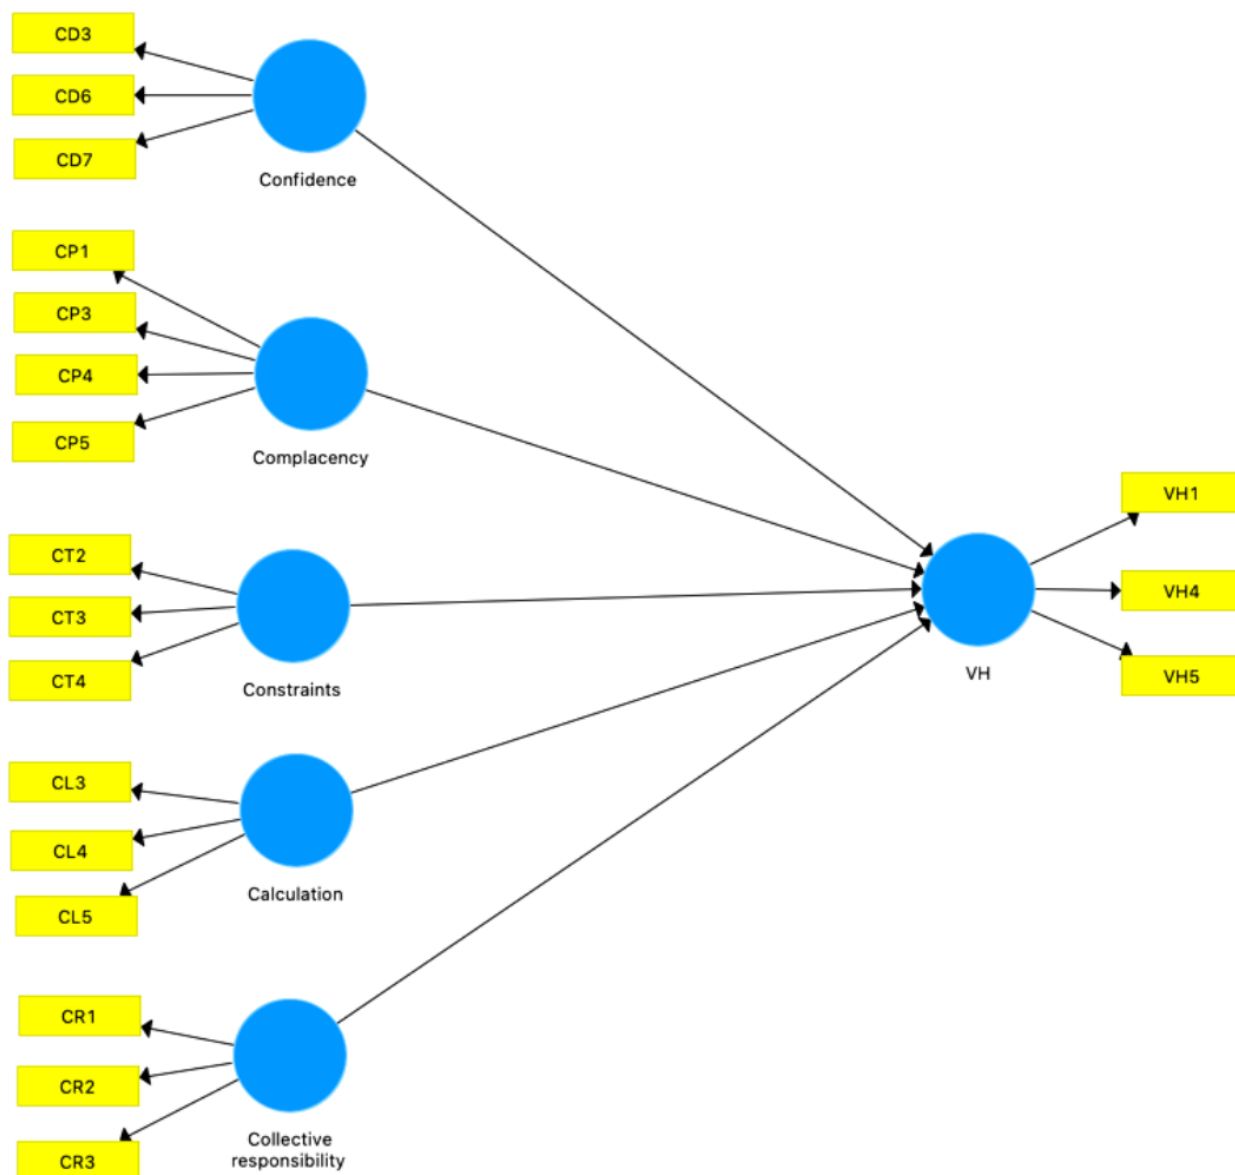 CD3
CD6
CD7
Confidence
CP1
CP3
CP4
CP5
Complacency
CT2
CT3
CT4
Constraints
CL3
CL4
CL5
Calculation
CR1
CR2
CR3
Collective
responsibility
VH
VH1
VH4
VH5